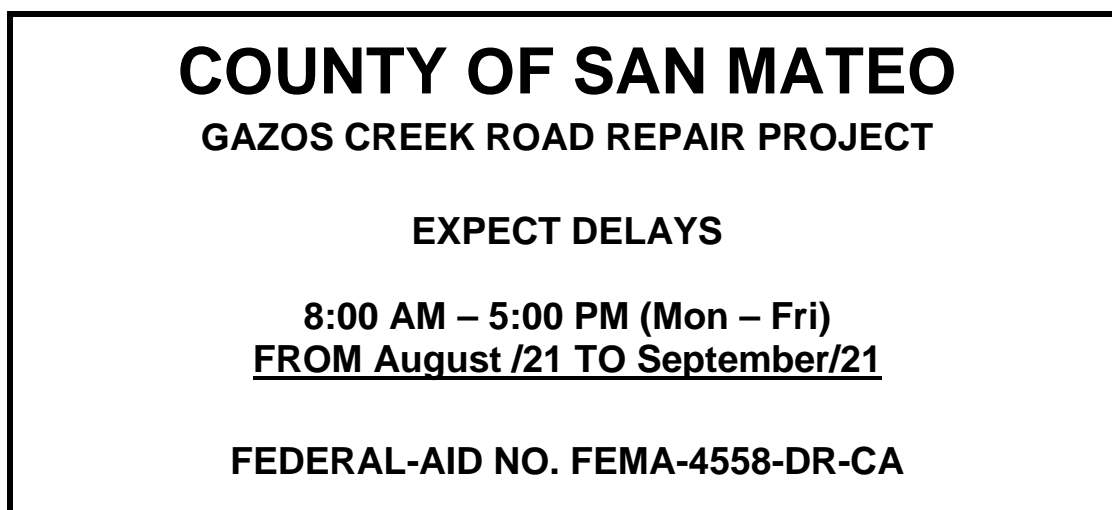 COUNTY OF SAN MATEO
GAZOS CREEK ROAD REPAIR PROJECT
EXPECT DELAYS
8:00 AM – 5:00 PM (Mon – Fri)
FROM August /21 TO September/21
FEDERAL-AID NO. FEMA-4558-DR-CA